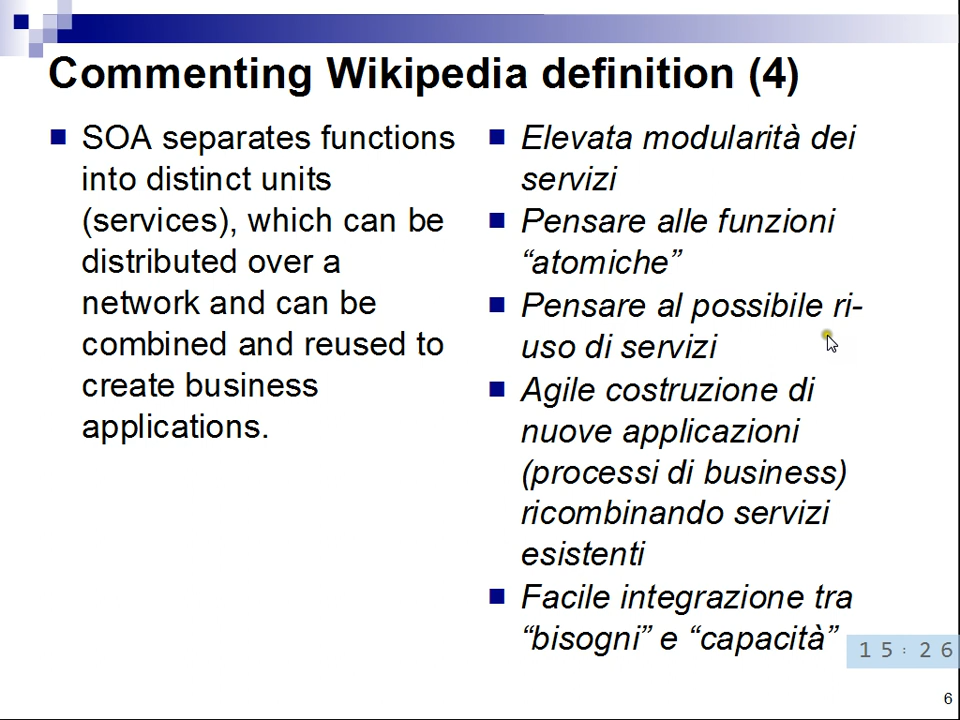 Commenting Wikipedia definition (4)
SOA separates functions
into distinct units
(services), which can be
distributed over a
network and can be
combined and reused to
create business
applications.
Elevata modularità dei
servizi
Pensare alle funzioni
“atomiche”
Pensare al possibile ri-
uso di servizi
Agile costruzione di
nuove applicazioni
(processi di business)
ricombinando servizi
esistenti
Facile integrazione tra
“bisogni” e “capacità”
15:26
6